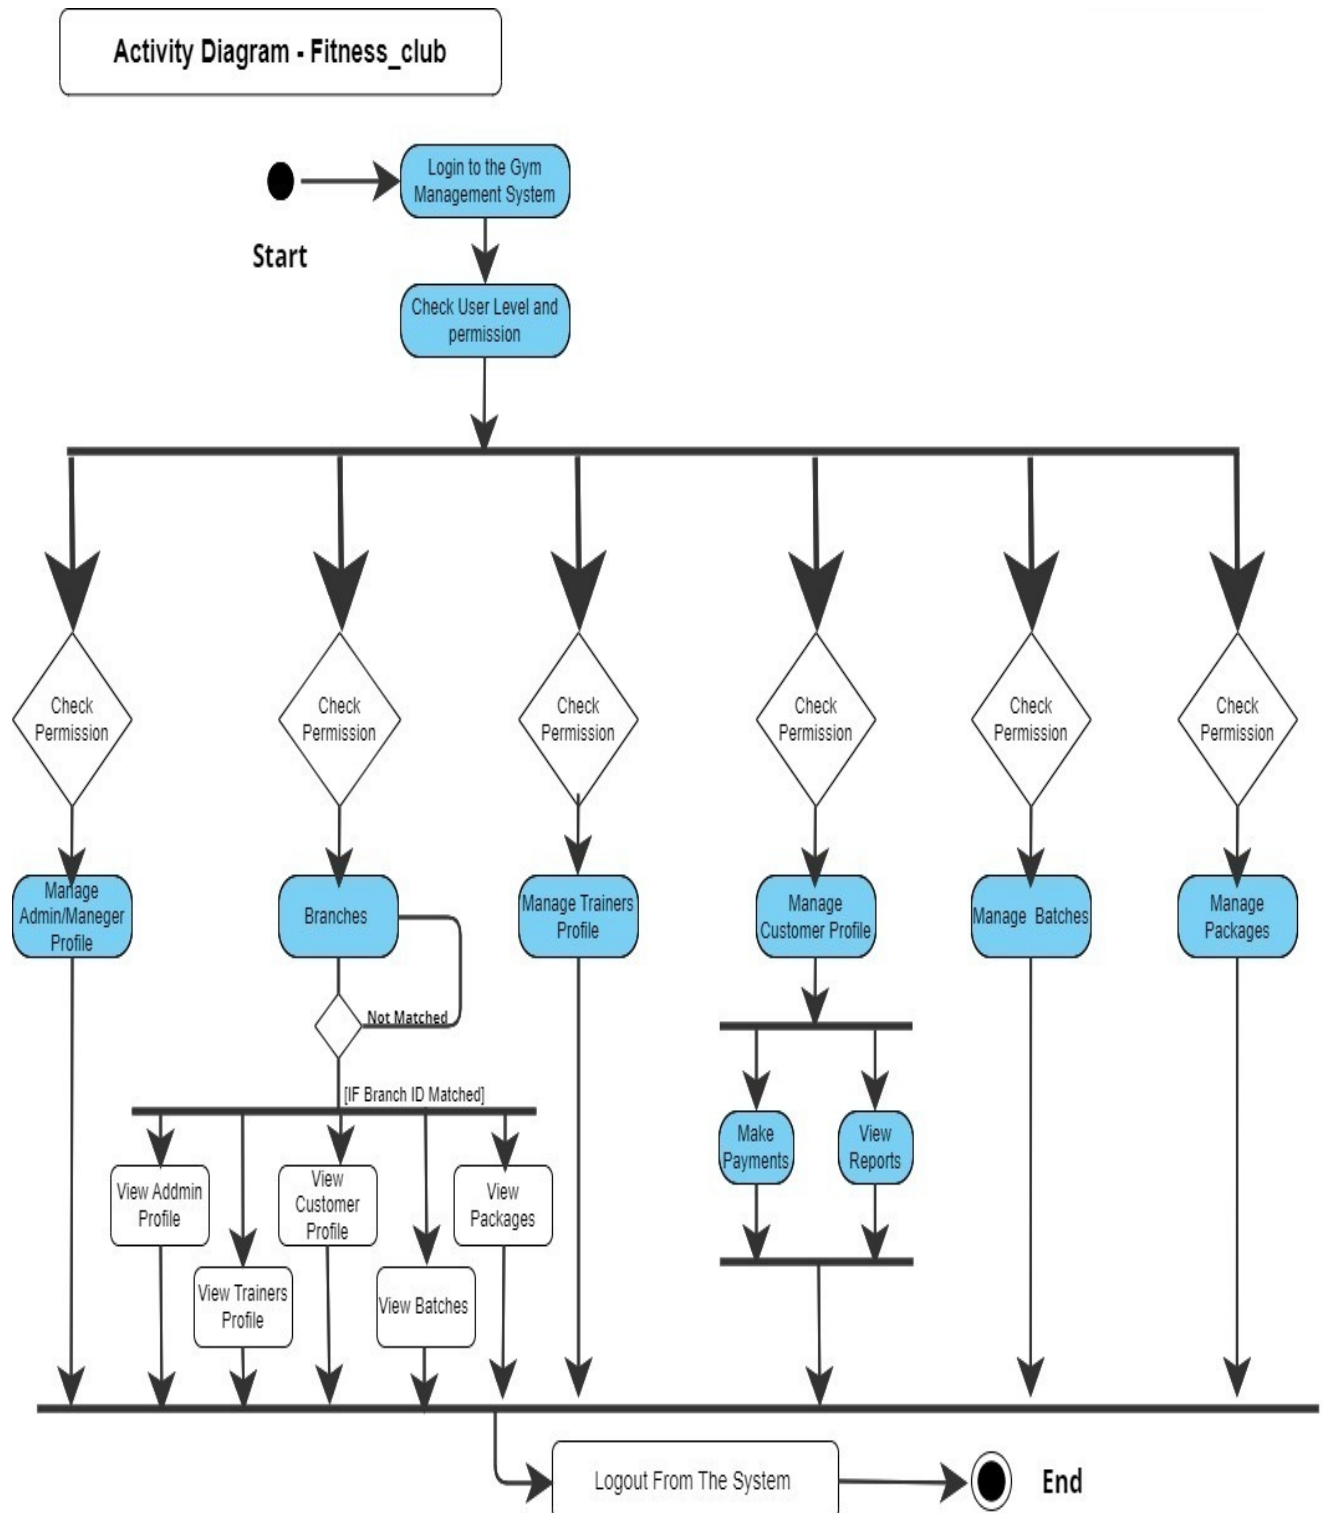 Activity Diagram - Fitness_club
Login to the Gym
Management System
Start
Check User Level and
permission
Check
Permission
Check
Permission
Check
Permission
Check
Permission
Check
Permission
Check
Permission
Manage
Admin/Maneger
Profile
Branches
Manage Trainers
Profile
Manage
Customer Profile
Manage Batches
Manage
Packages
Not Matched
[IF Branch ID Matched]
Make
Payments
View
Reports
View Addmin
Profile
View
Customer
Profile
View
Packages
View Trainers
Profile
View Batches
Logout From The System
End